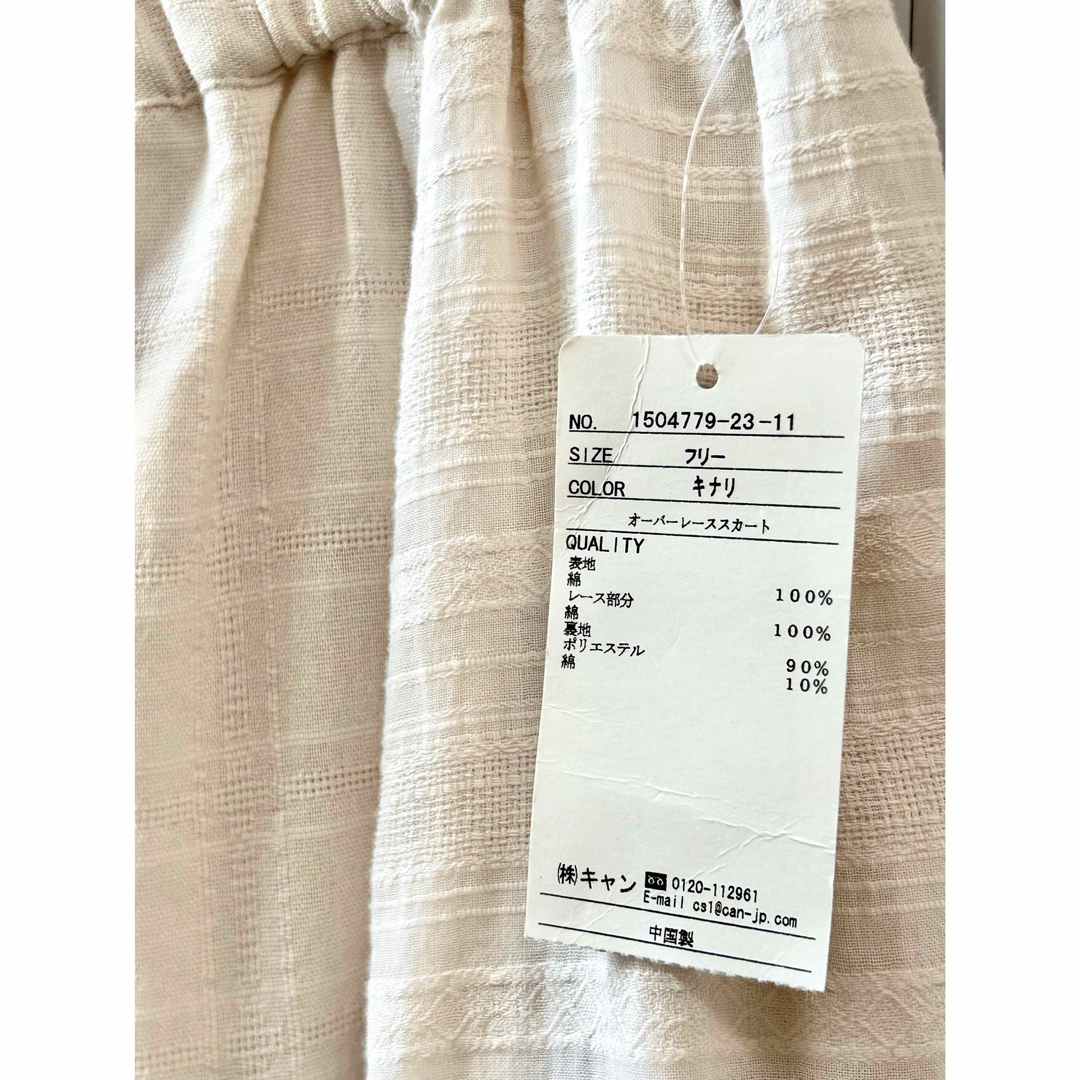 NO. 1504779-23-11
SIZE フリー
COLOR キナリ
オーバーレーススカート
QUALITY
表地
綿 100%
レース部分
綿 100%
裏地
ポリエステル 90%
綿 10%
㈱キャン 0120-112961
E-mail cs1@can-jp.com
中国製